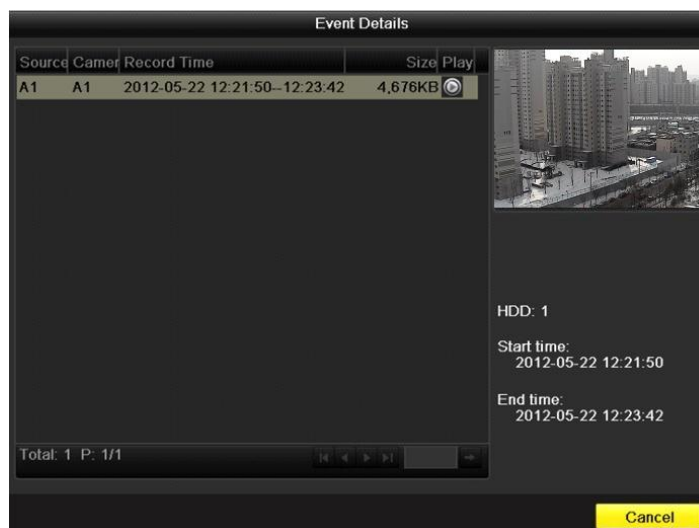 Event Details
Source Camer Record Time Size Play
A1 A1 2012-05-22 12:21:50--12:23:42 4,676KB
HDD: 1
Start time:
2012-05-22 12:21:50
End time:
2012-05-22 12:23:42
Total: 1 P: 1/1
Cancel